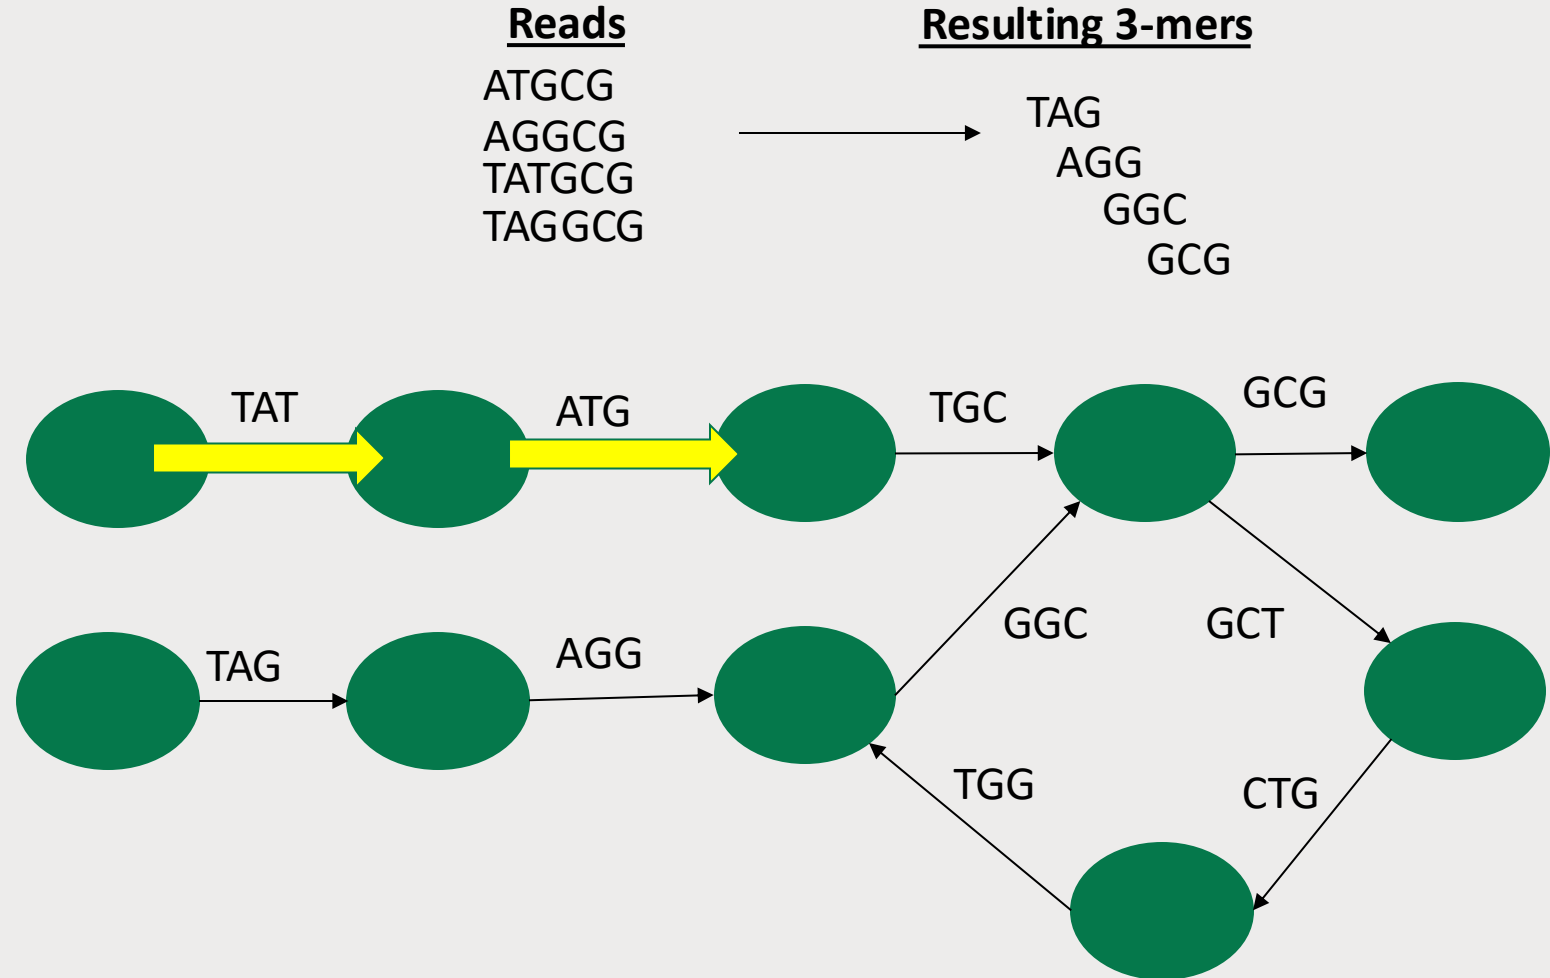 Reads
Resulting 3-mers
ATGCG
AGGCG
TATGCG
TAGGCG
TAG
AGG
GGC
GCG
TAT
ATG
TGC
GCG
TAG
AGG
GGC
GCT
TGG
CTG